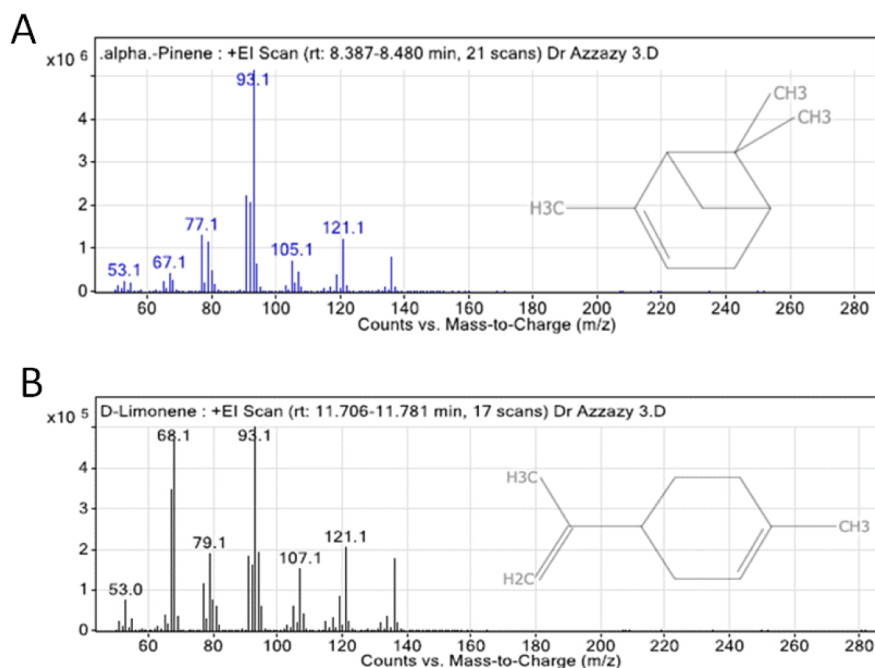 A
.alpha.-Pinene : +EI Scan (rt: 8.387-8.480 min, 21 scans) Dr Azzazy 3.D
x10 6
93.1
CH3
5
4
CH3
3
H3C
2
77.1
121.1
1
67.1
105.1
53.1
0
60 80 100 120 140 160 180 200 220 240 260 280
Counts vs. Mass-to-Charge (m/z)
B
D-Limonene : +EI Scan (rt: 11.706-11.781 min, 17 scans) Dr Azzazy 3.D
x10 5
68.1 93.1
4
H3C
3
CH3
2
79.1 121.1
107.1
H2C
1
53.0
0
60 80 100 120 140 160 180 200 220 240 260 280
Counts vs. Mass-to-Charge (m/z)